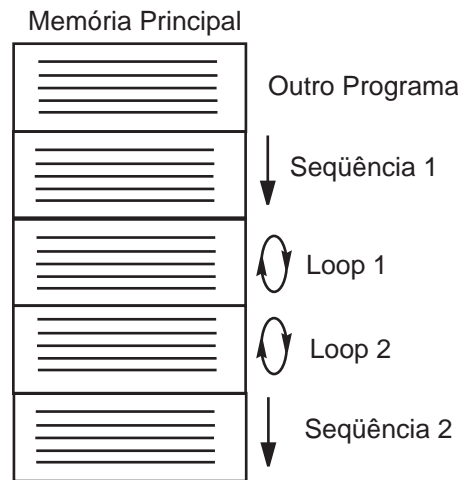 Memória Principal
Outro Programa
Seqüência 1
Loop 1
Loop 2
Seqüência 2